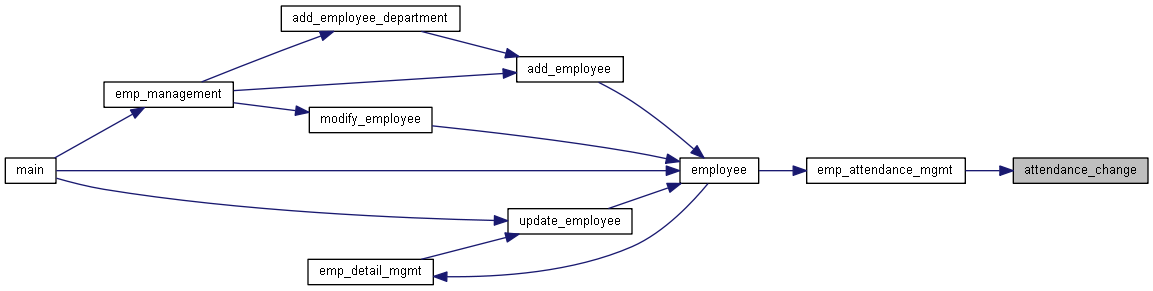 add_employee_department
add_employee
emp_management
modify_employee
main
employee
emp_attendance_mgmt
attendance_change
update_employee
emp_detail_mgmt